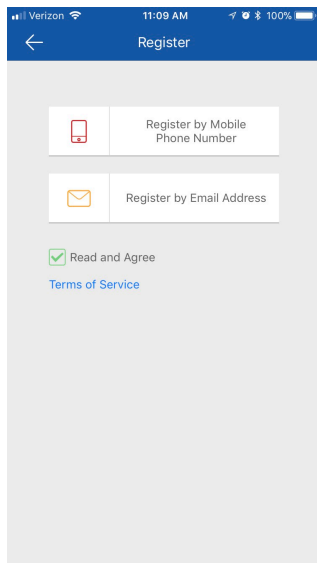 Verizon 11:09 AM 100%
Register
Register by Mobile
Phone Number
Register by Email Address
Read and Agree
Terms of Service